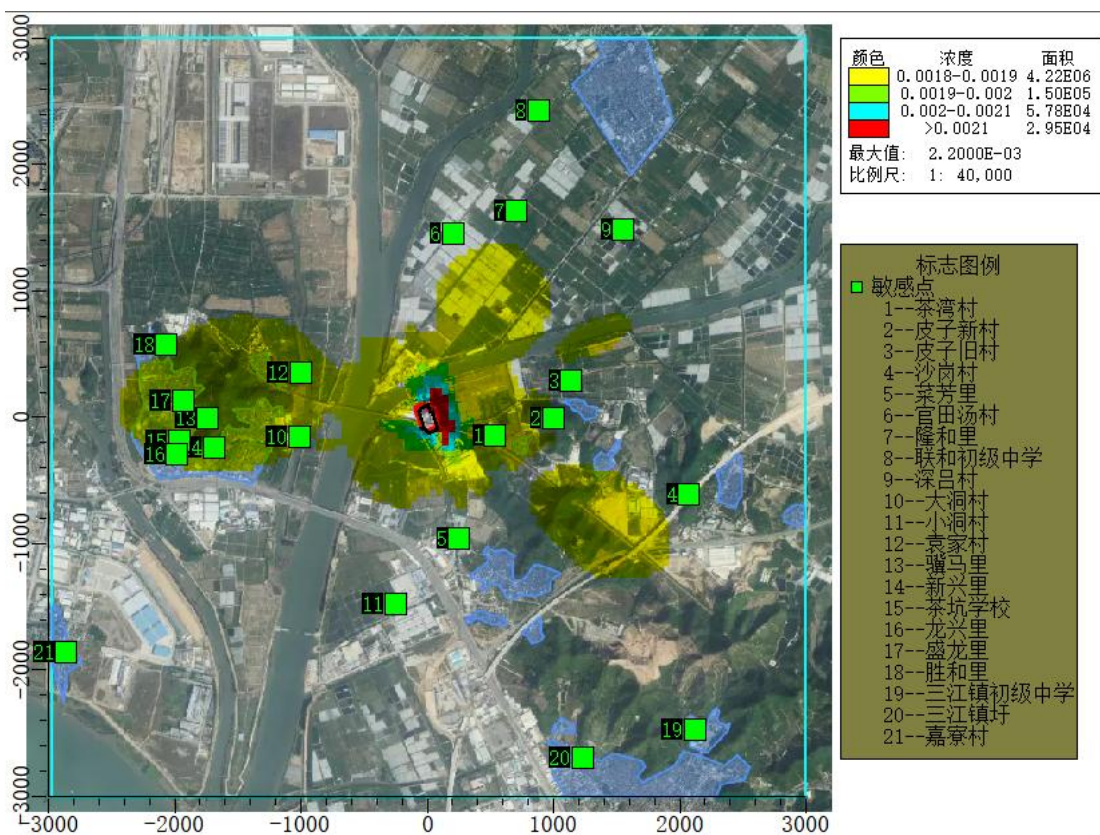 颜色 浓度 面积
0.0018-0.0019 4.22E06
0.0019-0.002 1.50E05
0.002-0.0021 5.78E04
>0.0021 2.95E04
最大值: 2.2000E-03
比例尺: 1: 40,000
标志图例
敏感点
1--茶湾村
2--皮子新村
3--皮子旧村
4--沙岗村
5--菜芳里
6--官田汤村
7--隆和里
8--联和初级中学
9--深吕村
10--大洞村
11--小洞村
12--袁家村
13--骥马里
14--新兴里
15--茶坑学校
16--龙兴里
17--盛龙里
18--胜和里
19--三江镇初级中学
20--三江镇圩
21--嘉寮村
3000
2000
1000
0
-1000
-2000
-3000
-3000 -2000 -1000 0 1000 2000 3000
8
7
6
9
18
12
3
17
13
2
1
10
15
4
16
4
5
11
21
19
20